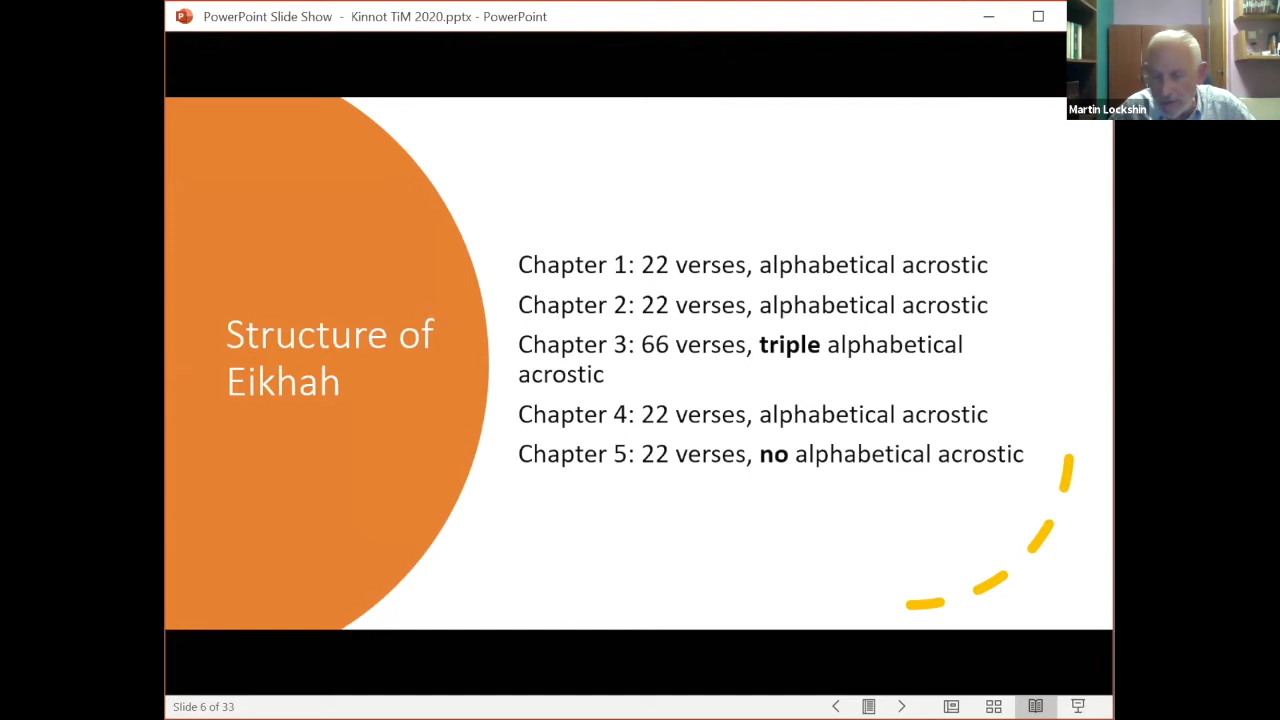 PowerPoint Slide Show - Kinnot TiM 2020.pptx - PowerPoint
Martin Lockshin
Structure of
Eikhah
Chapter 1: 22 verses, alphabetical acrostic
Chapter 2: 22 verses, alphabetical acrostic
Chapter 3: 66 verses, triple alphabetical
acrostic
Chapter 4: 22 verses, alphabetical acrostic
Chapter 5: 22 verses, no alphabetical acrostic
Slide 6 of 33